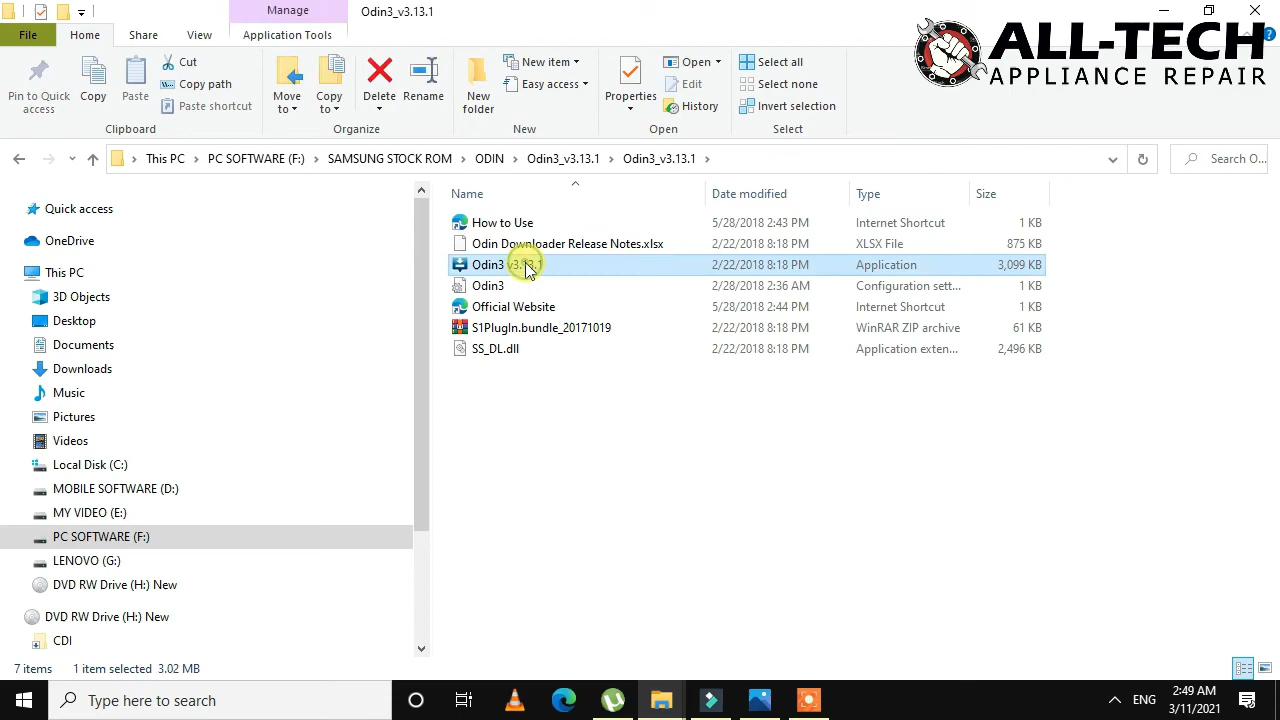 Manage
Odin3_v3.13.1
File
Home
Share
View
Application Tools
ALL-TECH
APPLIANCE REPAIR
Pin to Quick access
Copy
Paste
Cut
Copy path
Paste shortcut
Move to
Copy to
Delete
Rename
New folder
New item
Easy access
Properties
Open
Edit
History
Select all
Select none
Invert selection
Clipboard
Organize
New
Open
Select
This PC
PC SOFTWARE (F:)
SAMSUNG STOCK ROM
ODIN
Odin3_v3.13.1
Odin3_v3.13.1
Search O...
Name
Date modified
Type
Size
How to Use 5/28/2018 2:43 PM Internet Shortcut 1 KB
Odin Downloader Release Notes.xlsx 2/22/2018 8:18 PM XLSX File 875 KB
Odin3 v3.13.1 2/22/2018 8:18 PM Application 3,099 KB
Odin3 2/28/2018 2:36 AM Configuration sett... 1 KB
Official Website 5/28/2018 2:44 PM Internet Shortcut 1 KB
S1PlugIn.bundle_20171019 2/22/2018 8:18 PM WinRAR ZIP archive 61 KB
SS_DL.dll 2/22/2018 8:18 PM Application exten... 2,496 KB
Quick access
OneDrive
This PC
3D Objects
Desktop
Documents
Downloads
Music
Pictures
Videos
Local Disk (C:)
MOBILE SOFTWARE (D:)
MY VIDEO (E:)
PC SOFTWARE (F:)
LENOVO (G:)
DVD RW Drive (H:) New
DVD RW Drive (H:) New
CDI
7 items
1 item selected 3.02 MB
Type here to search
ENG
2:49 AM
3/11/2021